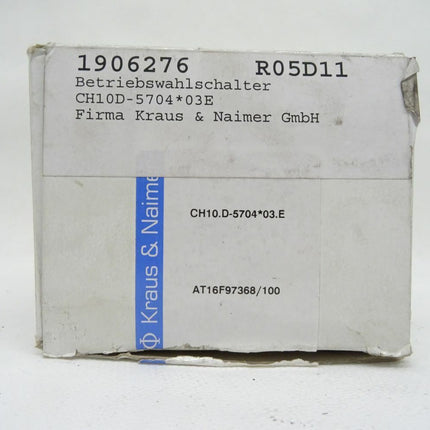 1906276 R05D11
Betriebswahlschalter
CH10D-5704*03E
Firma Kraus & Naimer GmbH
Kraus & Naime
CH10.D-5704*03.E
AT16F97368/100